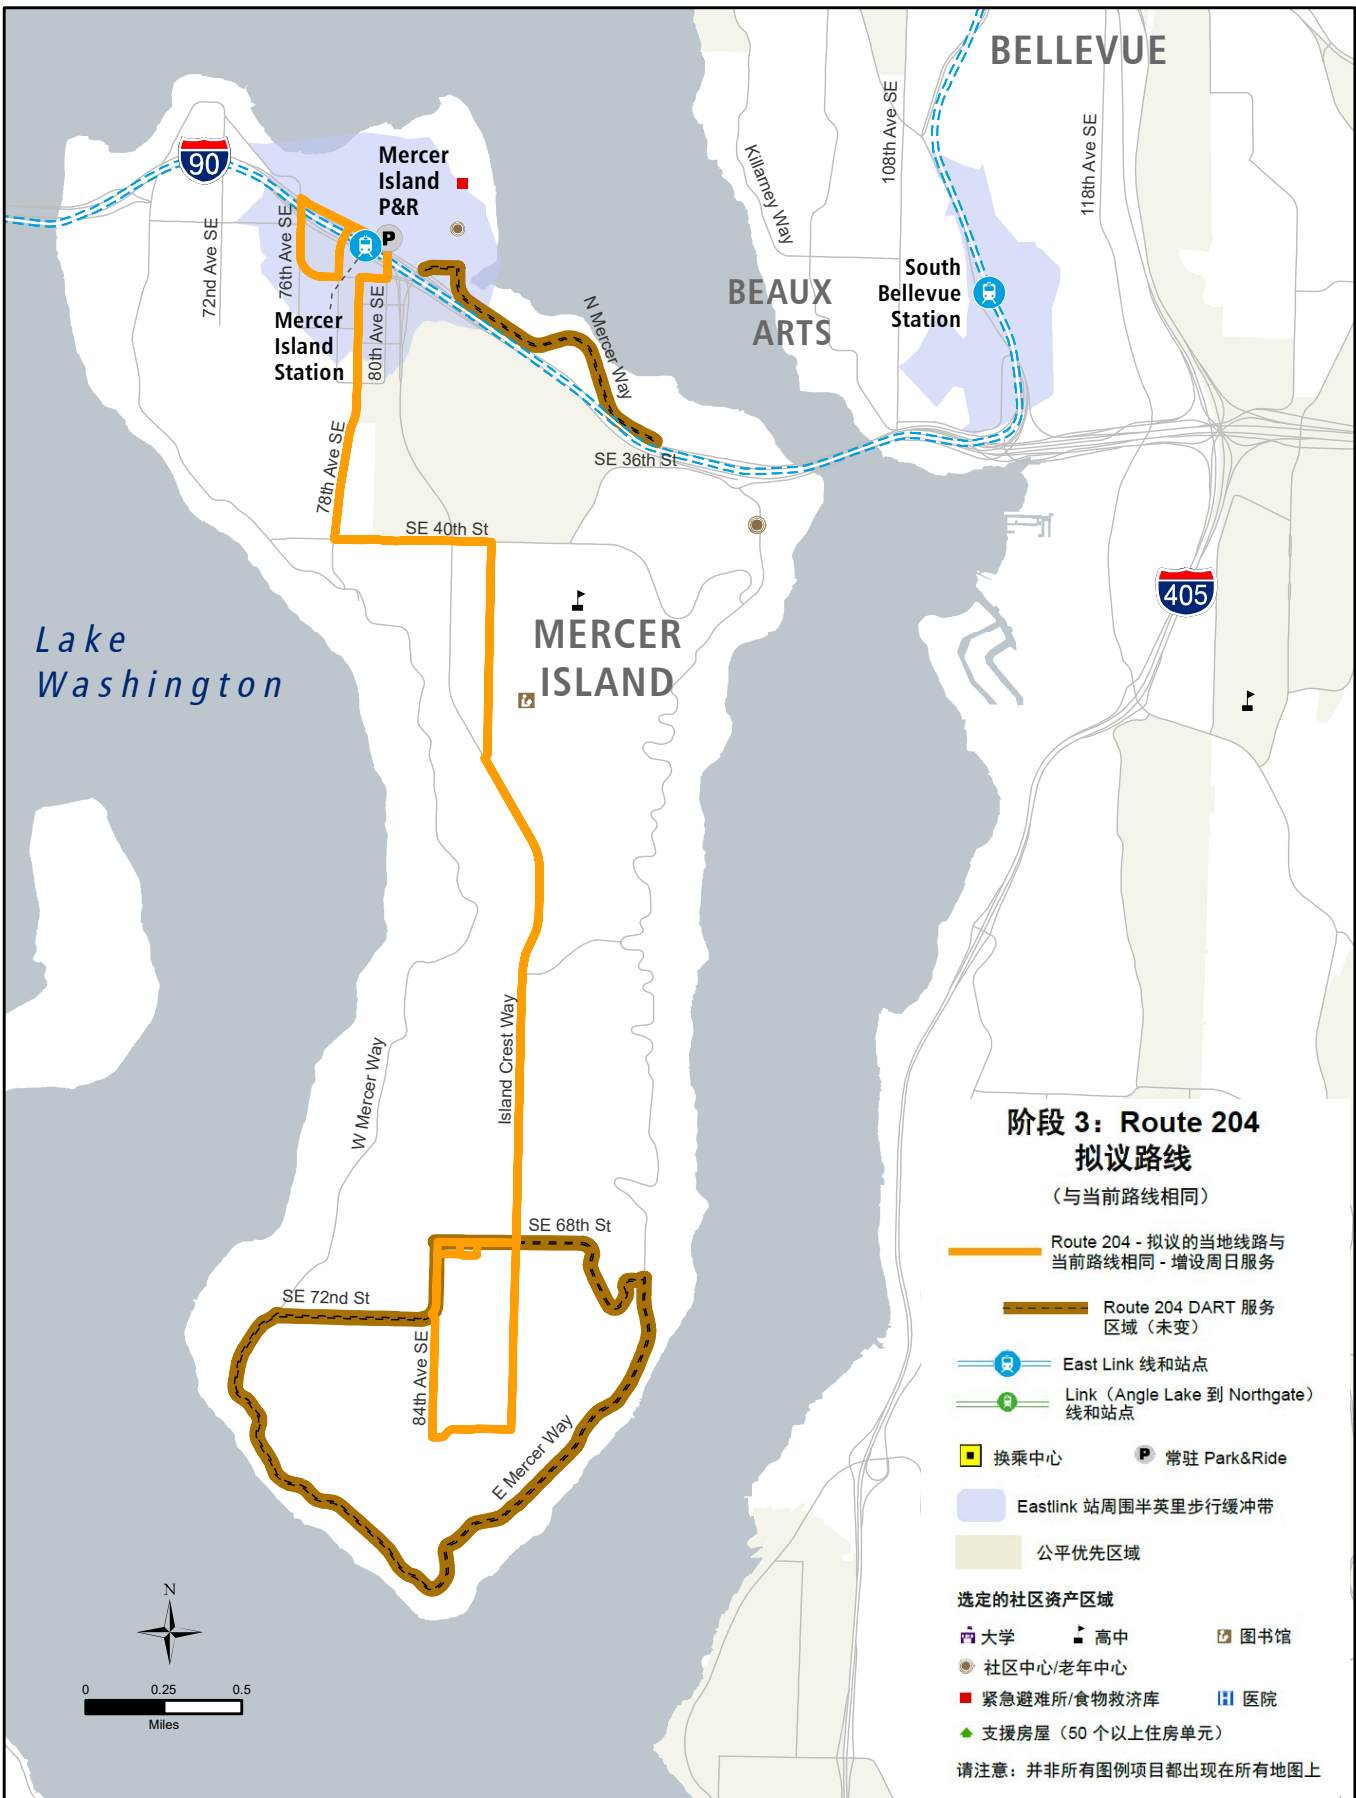 BELLEVUE
108th Ave SE
118th Ave SE
Killarney Way
90
Mercer
Island
P&R
P
72nd Ave SE
76th Ave SE
80th Ave SE
Mercer
Island
Station
N Mercer Way
BEAUX
ARTS
South
Bellevue
Station
SE 36th St
78th Ave SE
SE 40th St
405
MERCER
ISLAND
Lake
Washington
Island Crest Way
W Mercer Way
SE 68th St
SE 72nd St
84th Ave SE
E Mercer Way
N
0 0.25 0.5
Miles
阶段 3：Route 204
拟议路线
（与当前路线相同）
Route 204 - 拟议的当地线路与
当前路线相同 - 增设周日服务
Route 204 DART 服务
区域（未变）
East Link 线和站点
Link（Angle Lake 到 Northgate）
线和站点
换乘中心 P 常驻 Park&Ride
Eastlink 站周围半英里步行缓冲带
公平优先区域
选定的社区资产区域
大学 高中 图书馆
社区中心/老年中心
紧急避难所/食物救济库 H 医院
支援房屋（50 个以上住房单元）
请注意：并非所有图例项目都出现在所有地图上